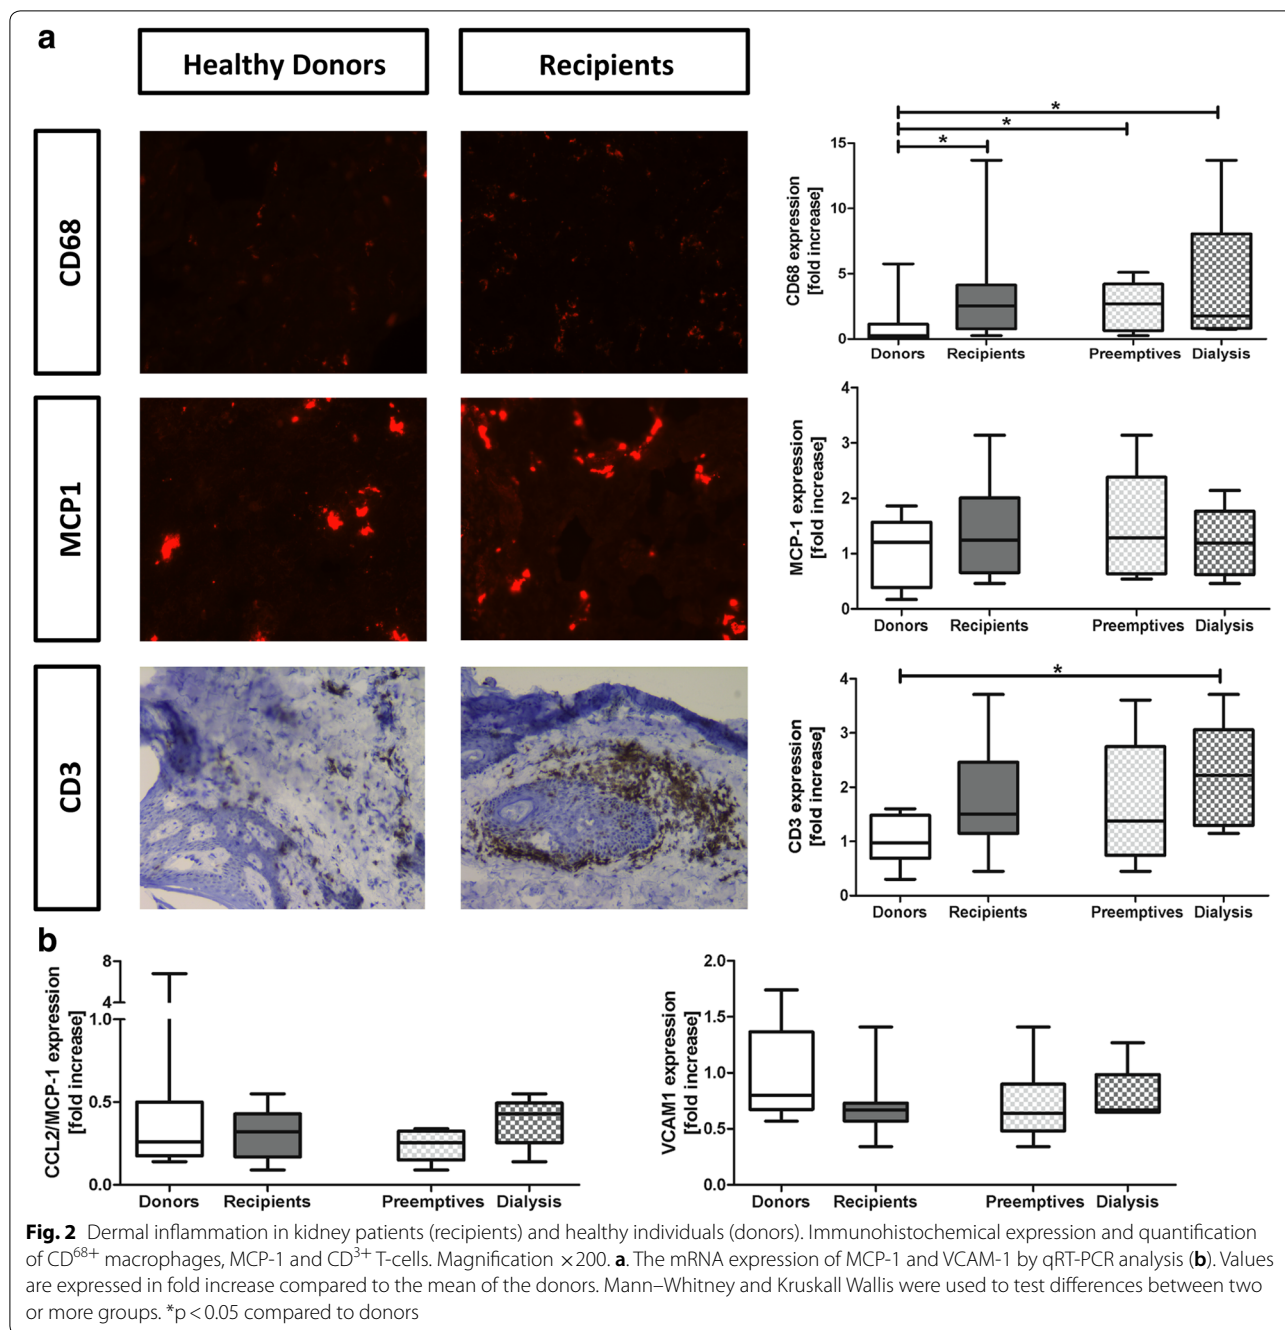 a
Healthy Donors
Recipients
CD68
MCP1
CD3
*
*
*
CD68 expression
[fold increase]
15
10
5
0
Donors Recipients Preemptives Dialysis
MCP-1 expression
[fold increase]
4
3
2
1
0
Donors Recipients Preemptives Dialysis
*
CD3 expression
[fold increase]
4
3
2
1
0
Donors Recipients Preemptives Dialysis
b
CCL2/MCP-1 expression
[fold increase]
8
4
1.0
0.5
0.0
Donors Recipients Preemptives Dialysis
VCAM1 expression
[fold increase]
2.0
1.5
1.0
0.5
0.0
Donors Recipients Preemptives Dialysis
Fig. 2 Dermal inflammation in kidney patients (recipients) and healthy individuals (donors). Immunohistochemical expression and quantification
of CD68+ macrophages, MCP-1 and CD3+ T-cells. Magnification ×200. a. The mRNA expression of MCP-1 and VCAM-1 by qRT-PCR analysis (b). Values
are expressed in fold increase compared to the mean of the donors. Mann–Whitney and Kruskall Wallis were used to test differences between two
or more groups. *p < 0.05 compared to donors